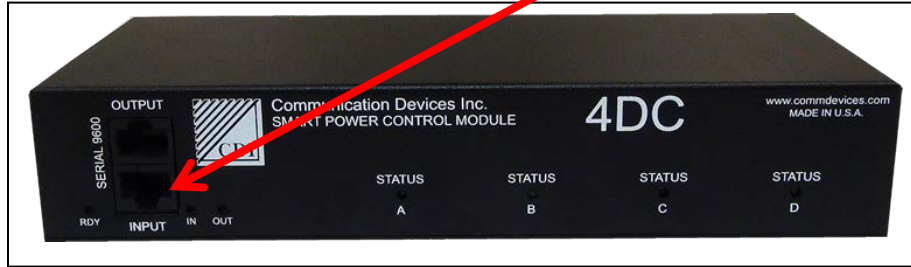 OUTPUT
SERIAL 9600
INPUT
RDY
IN
OUT
CDI
Communication Devices Inc.
SMART POWER CONTROL MODULE
4DC
www.commdevices.com
MADE IN U.S.A.
STATUS
A
STATUS
B
STATUS
C
STATUS
D